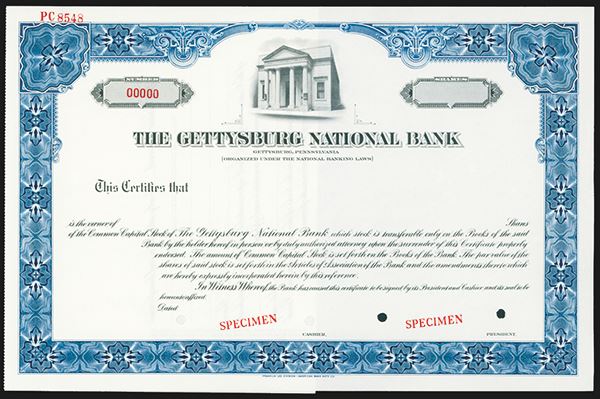 PC8548
NUMBER
SHARES
00000
THE GETTYSBURG NATIONAL BANK
GETTYSBURG, PENNSYLVANIA
[ORGANIZED UNDER THE NATIONAL BANKING LAWS]
This Certifies that
is the owner of Shares
of the Common Capital Stock of The Gettysburg National Bank which stock is transferable only on the Books of the said
Bank by the holder hereof in person or by duly authorized attorney upon the surrender of this Certificate properly
endorsed. The amount of Common Capital Stock is set forth on the Books of the Bank. The par value of the
shares of said stock is set forth in the Articles of Association of the Bank and the amendments thereto which
are hereby expressly incorporated herein by this reference.
In Witness Whereof, the Bank has caused this certificate to be signed by its President and Cashier and its seal to be
hereunto affixed.
Dated
SPECIMEN SPECIMEN
CASHIER. PRESIDENT.